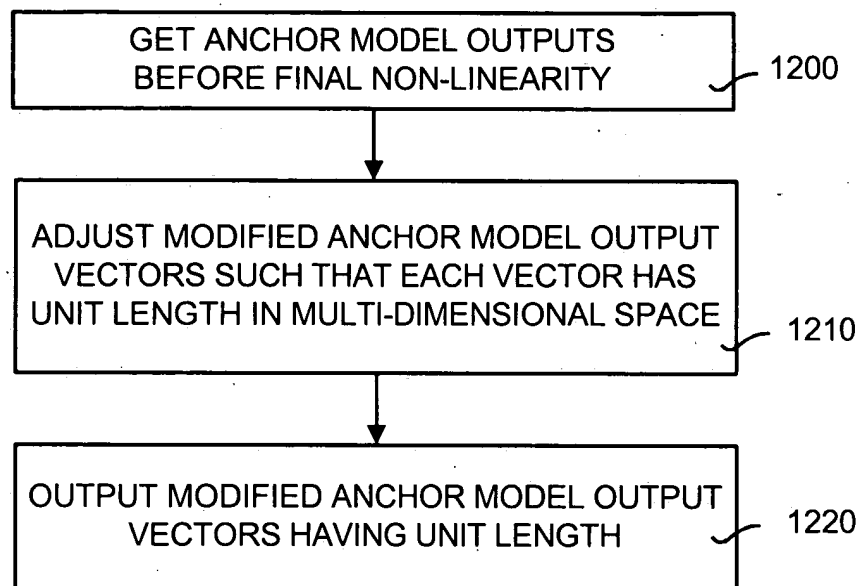 GET ANCHOR MODEL OUTPUTS
BEFORE FINAL NON-LINEARITY
1200
ADJUST MODIFIED ANCHOR MODEL OUTPUT
VECTORS SUCH THAT EACH VECTOR HAS
UNIT LENGTH IN MULTI-DIMENSIONAL SPACE
1210
OUTPUT MODIFIED ANCHOR MODEL OUTPUT
VECTORS HAVING UNIT LENGTH
1220